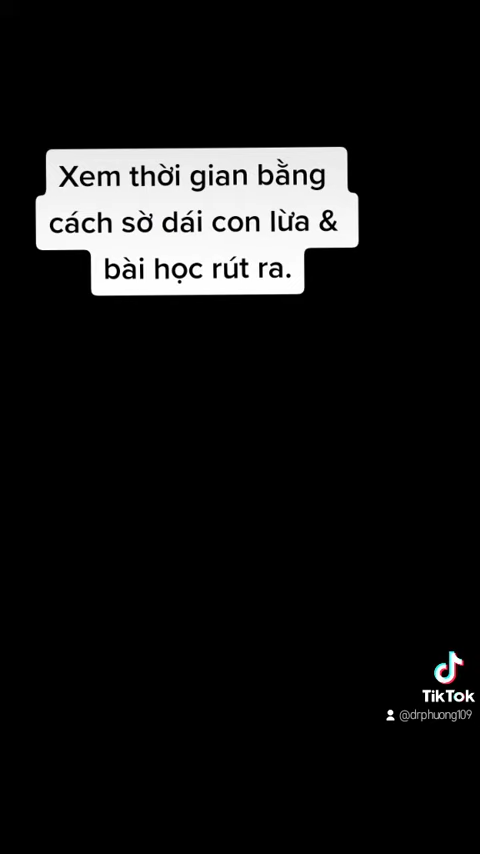 Xem thời gian bằng
cách sờ dái con lừa &
bài học rút ra.
TikTok
@drphuong109